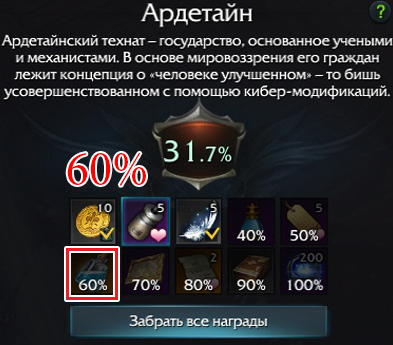 Ардетайн
?
Ардетайнский технат – государство, основанное учеными
и механистами. В основе мировоззрения его граждан
лежит концепция о «человеке улучшенном» – то бишь
усовершенствованном с помощью кибер-модификаций.
31.7%
60%
10 5 5 5
40% 50%
2 200
60% 70% 80% 90% 100%
Забрать все награды